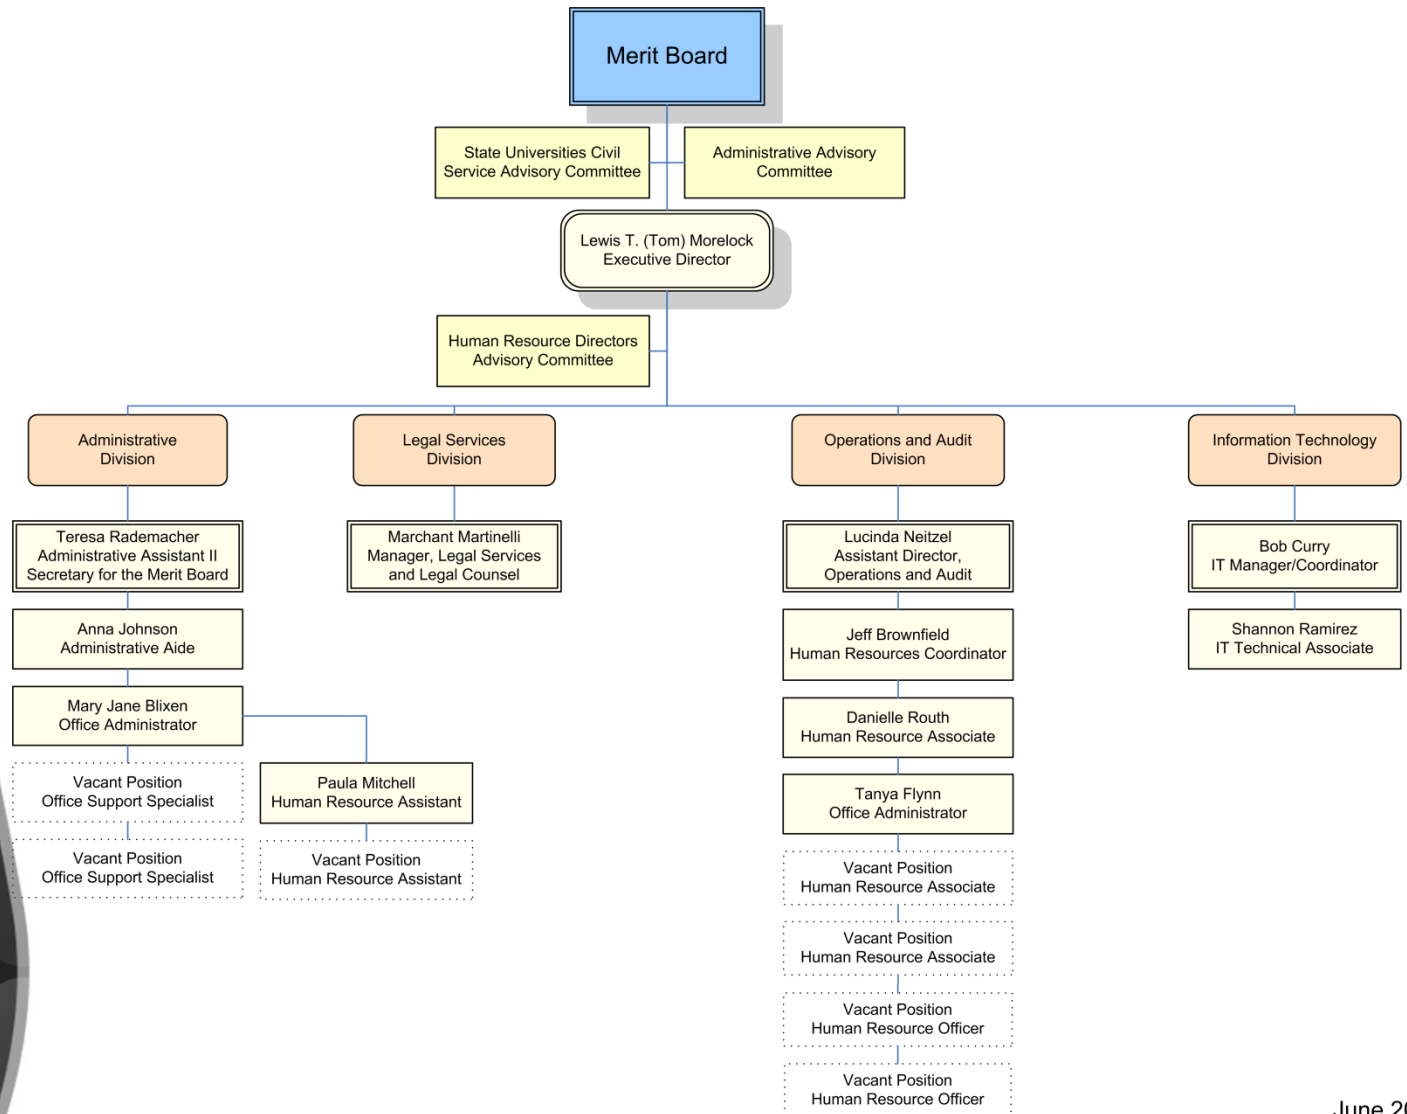 Merit Board
State Universities Civil
Service Advisory Committee
Administrative Advisory
Committee
Lewis T. (Tom) Morelock
Executive Director
Human Resource Directors
Advisory Committee
Administrative
Division
Legal Services
Division
Operations and Audit
Division
Information Technology
Division
Teresa Rademacher
Administrative Assistant II
Secretary for the Merit Board
Marchant Martinelli
Manager, Legal Services
and Legal Counsel
Lucinda Neitzel
Assistant Director,
Operations and Audit
Bob Curry
IT Manager/Coordinator
Anna Johnson
Administrative Aide
Jeff Brownfield
Human Resources Coordinator
Shannon Ramirez
IT Technical Associate
Mary Jane Blixen
Office Administrator
Danielle Routh
Human Resource Associate
Vacant Position
Office Support Specialist
Paula Mitchell
Human Resource Assistant
Tanya Flynn
Office Administrator
Vacant Position
Office Support Specialist
Vacant Position
Human Resource Assistant
Vacant Position
Human Resource Associate
Vacant Position
Human Resource Associate
Vacant Position
Human Resource Officer
Vacant Position
Human Resource Officer
June